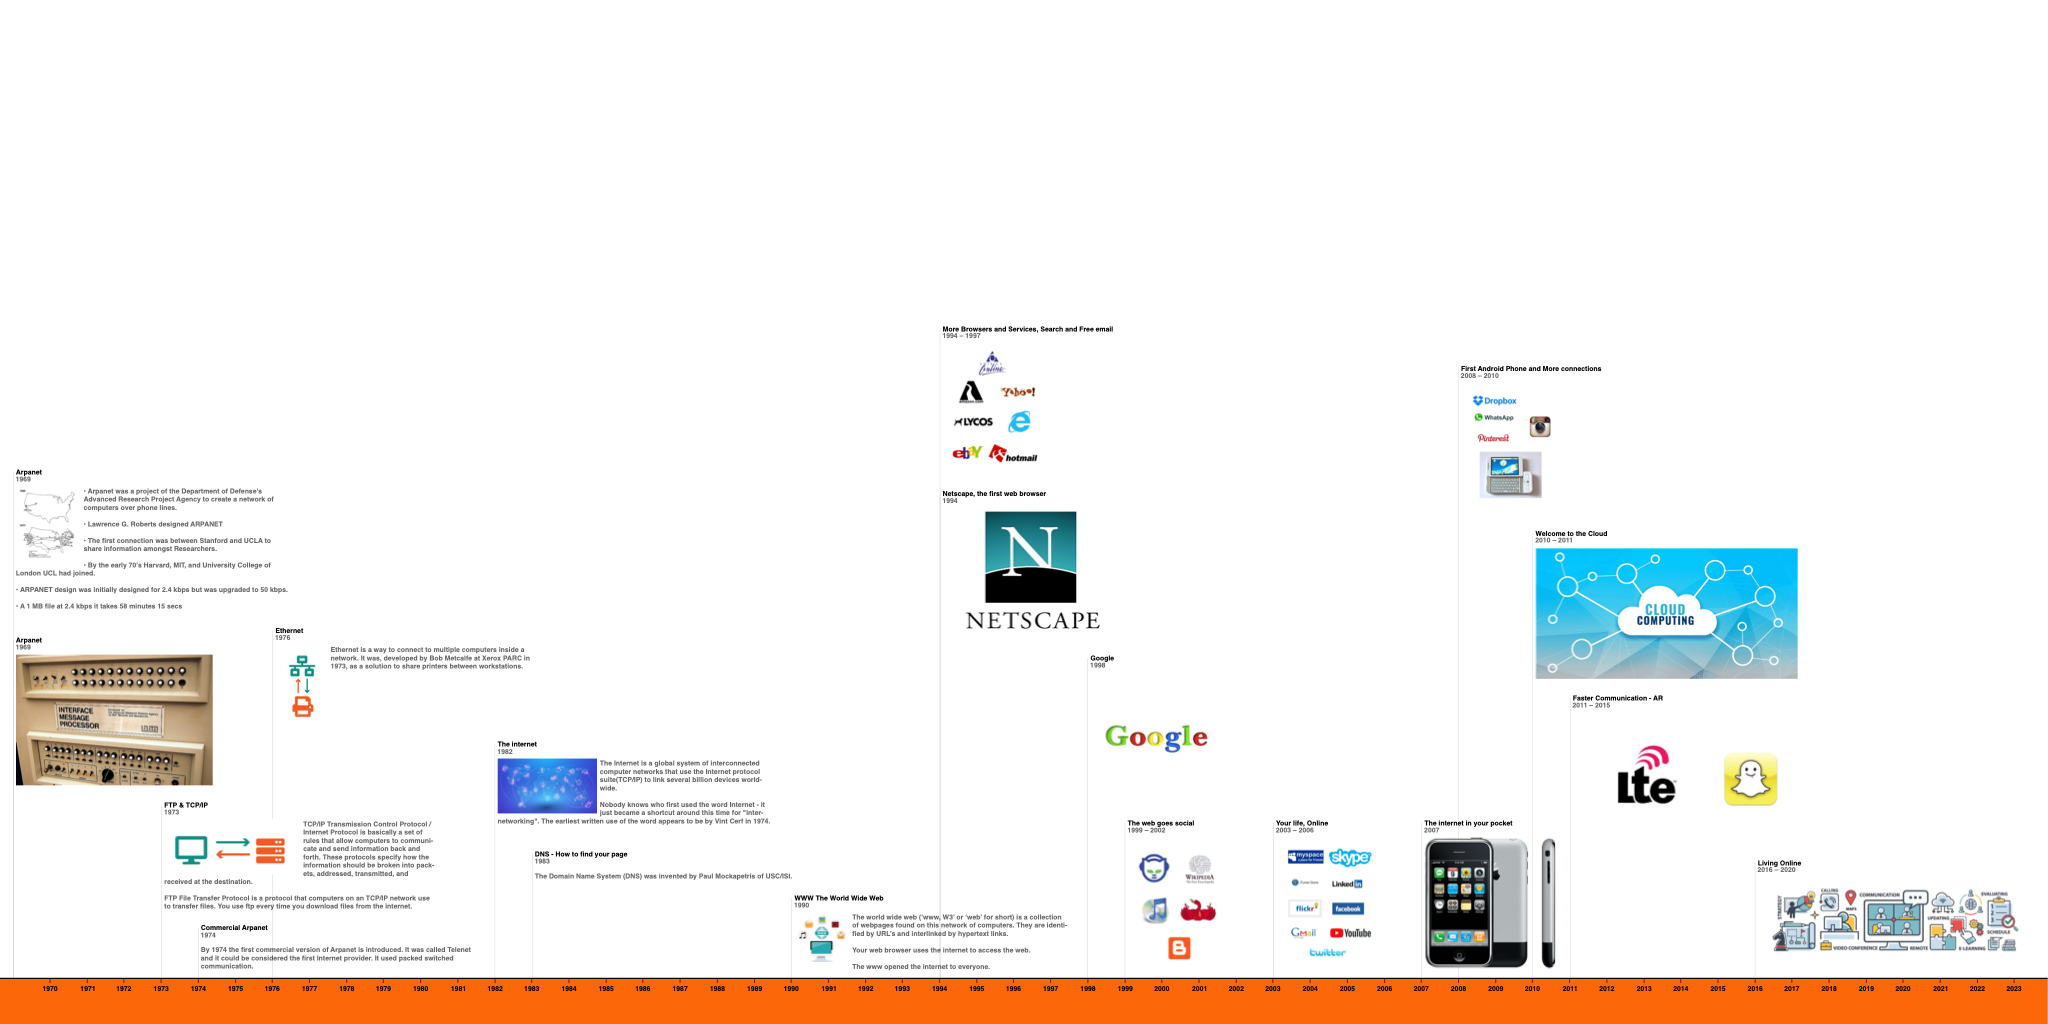 More Browsers and Services, Search and Free email
1994 – 1997
Online
amazon.com
Yahoo!
LYCOS
e
ebay
hotmail
First Android Phone and More connections
2008 – 2010
Dropbox
WhatsApp
Pinterest
Arpanet
1969
• Arpanet was a project of the Department of Defense's
Advanced Research Project Agency to create a network of
computers over phone lines.
• Lawrence G. Roberts designed ARPANET
• The first connection was between Stanford and UCLA to
share information amongst Researchers.
• By the early 70's Harvard, MIT, and University College of
London UCL had joined.
• ARPANET design was initially designed for 2.4 kbps but was upgraded to 50 kbps.
• A 1 MB file at 2.4 kbps it takes 58 minutes 15 secs
Netscape, the first web browser
1994
N
NETSCAPE
Welcome to the Cloud
2010 – 2011
CLOUD
COMPUTING
Arpanet
1969
INTERFACE
MESSAGE
PROCESSOR
Ethernet
1976
Ethernet is a way to connect to multiple computers inside a
network. It was, developed by Bob Metcalfe at Xerox PARC in
1973, as a solution to share printers between workstations.
Google
1998
Google
Faster Communication - AR
2011 – 2015
Lte
The internet
1982
The Internet is a global system of interconnected
computer networks that use the Internet protocol
suite(TCP/IP) to link several billion devices world-
wide.
Nobody knows who first used the word Internet - it
just became a shortcut around this time for "inter-
networking". The earliest written use of the word appears to be by Vint Cerf in 1974.
FTP & TCP/IP
1973
TCP/IP Transmission Control Protocol /
Internet Protocol is basically a set of
rules that allow computers to communi-
cate and send information back and
forth. These protocols specify how the
information should be broken into pack-
ets, addressed, transmitted, and
received at the destination.
FTP File Transfer Protocol is a protocol that computers on an TCP/IP network use
to transfer files. You use ftp every time you download files from the internet.
DNS - How to find your page
1983
The Domain Name System (DNS) was invented by Paul Mockapetris of USC/ISI.
The web goes social
1999 – 2002
WIKIPEDIA
Your life, Online
2003 – 2006
myspace
skype
LinkedIn
flickr
facebook
Gmail
YouTube
twitter
The internet in your pocket
2007
Living Online
2016 – 2020
STRATEGY
CALLING
MAPS
COMMUNICATION
UPDATING
EVALUATING
SCHEDULE
VIDEO CONFERENCE
REMOTE
E-LEARNING
WWW The World Wide Web
1990
The world wide web ('www, W3' or 'web' for short) is a collection
of webpages found on this network of computers. They are identi-
fied by URL's and interlinked by hypertext links.
Your web browser uses the internet to access the web.
The www opened the internet to everyone.
Commercial Arpanet
1974
By 1974 the first commercial version of Arpanet is introduced. It was called Telenet
and it could be considered the first Internet provider. It used packed switched
communication.
1970 1971 1972 1973 1974 1975 1976 1977 1978 1979 1980 1981 1982 1983 1984 1985 1986 1987 1988 1989 1990 1991 1992 1993 1994 1995 1996 1997 1998 1999 2000 2001 2002 2003 2004 2005 2006 2007 2008 2009 2010 2011 2012 2013 2014 2015 2016 2017 2018 2019 2020 2021 2022 2023